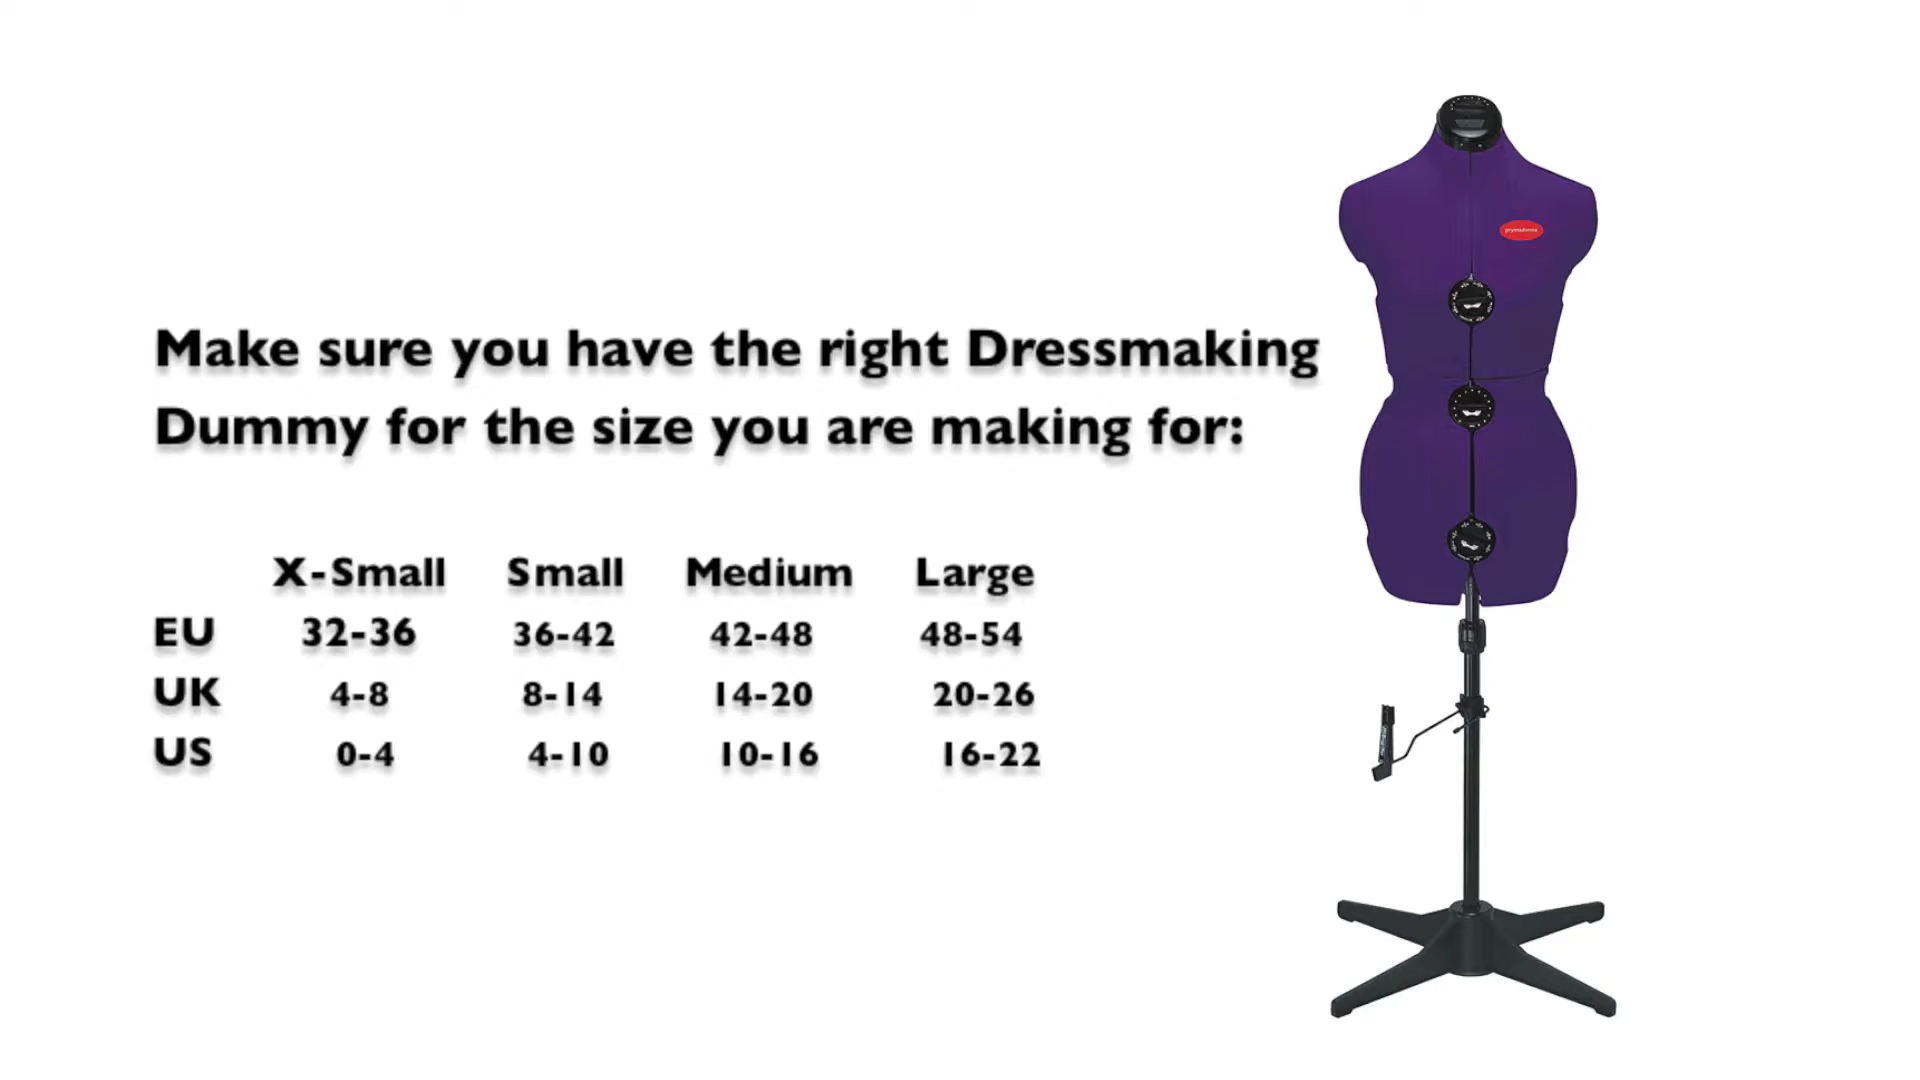 Make sure you have the right Dressmaking
Dummy for the size you are making for:
X-Small Small Medium Large
EU 32-36 36-42 42-48 48-54
UK 4-8 8-14 14-20 20-26
US 0-4 4-10 10-16 16-22
prymadonna